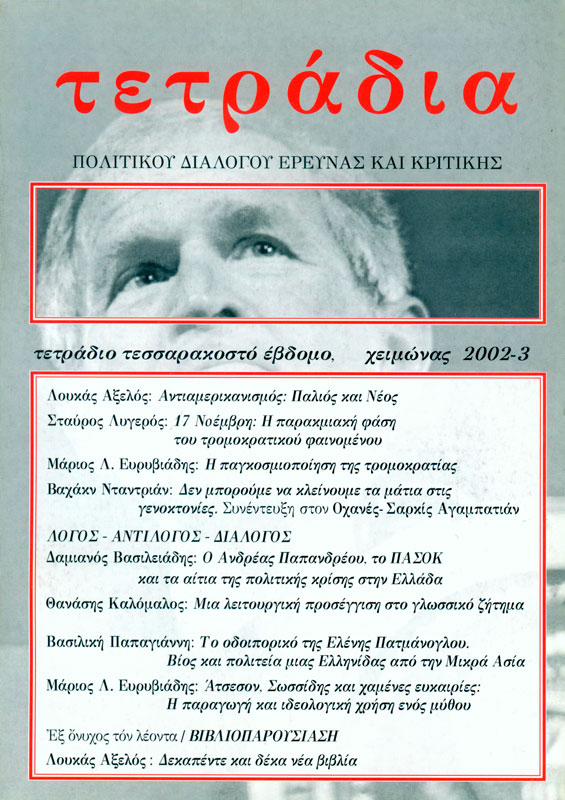 τετράδια
ΠΟΛΙΤΙΚΟΥ ΔΙΑΛΟΓΟΥ ΕΡΕΥΝΑΣ ΚΑΙ ΚΡΙΤΙΚΗΣ
τετράδιο τεσσαρακοστό έβδομο, χειμώνας 2002-3
Λουκάς Αξελός: Αντιαμερικανισμός: Παλιός και Νέος
Σταύρος Λυγερός: 17 Νοέμβρη: Η παρακμιακή φάση
του τρομοκρατικού φαινομένου
Μάριος Λ. Ευρυβιάδης: Η παγκοσμιοποίηση της τρομοκρατίας
Βαχάκν Νταντριάν: Δεν μπορούμε να κλείνουμε τα μάτια στις
γενοκτονίες. Συνέντευξη στον Οχανές-Σαρκίς Αγαμπατιάν
ΛΟΓΟΣ - ΑΝΤΙΛΟΓΟΣ - ΔΙΑΛΟΓΟΣ
Δαμιανός Βασιλειάδης: Ο Ανδρέας Παπανδρέου, το ΠΑΣΟΚ
και τα αίτια της πολιτικής κρίσης στην Ελλάδα
Θανάσης Καλόμαλος: Μια λειτουργική προσέγγιση στο γλωσσικό ζήτημα
Βασιλική Παπαγιάννη: Το οδοιπορικό της Ελένης Πατμάνογλου.
Βίος και πολιτεία μιας Ελληνίδας από την Μικρά Ασία
Μάριος Λ. Ευρυβιάδης: Άτσεσον, Σωσσίδης και χαμένες ευκαιρίες:
Η παραγωγή και ιδεολογική χρήση ενός μύθου
Ἐξ ὄνυχος τόν λέοντα / ΒΙΒΛΙΟΠΑΡΟΥΣΙΑΣΗ
Λουκάς Αξελός : Δεκαπέντε και δέκα νέα βιβλία